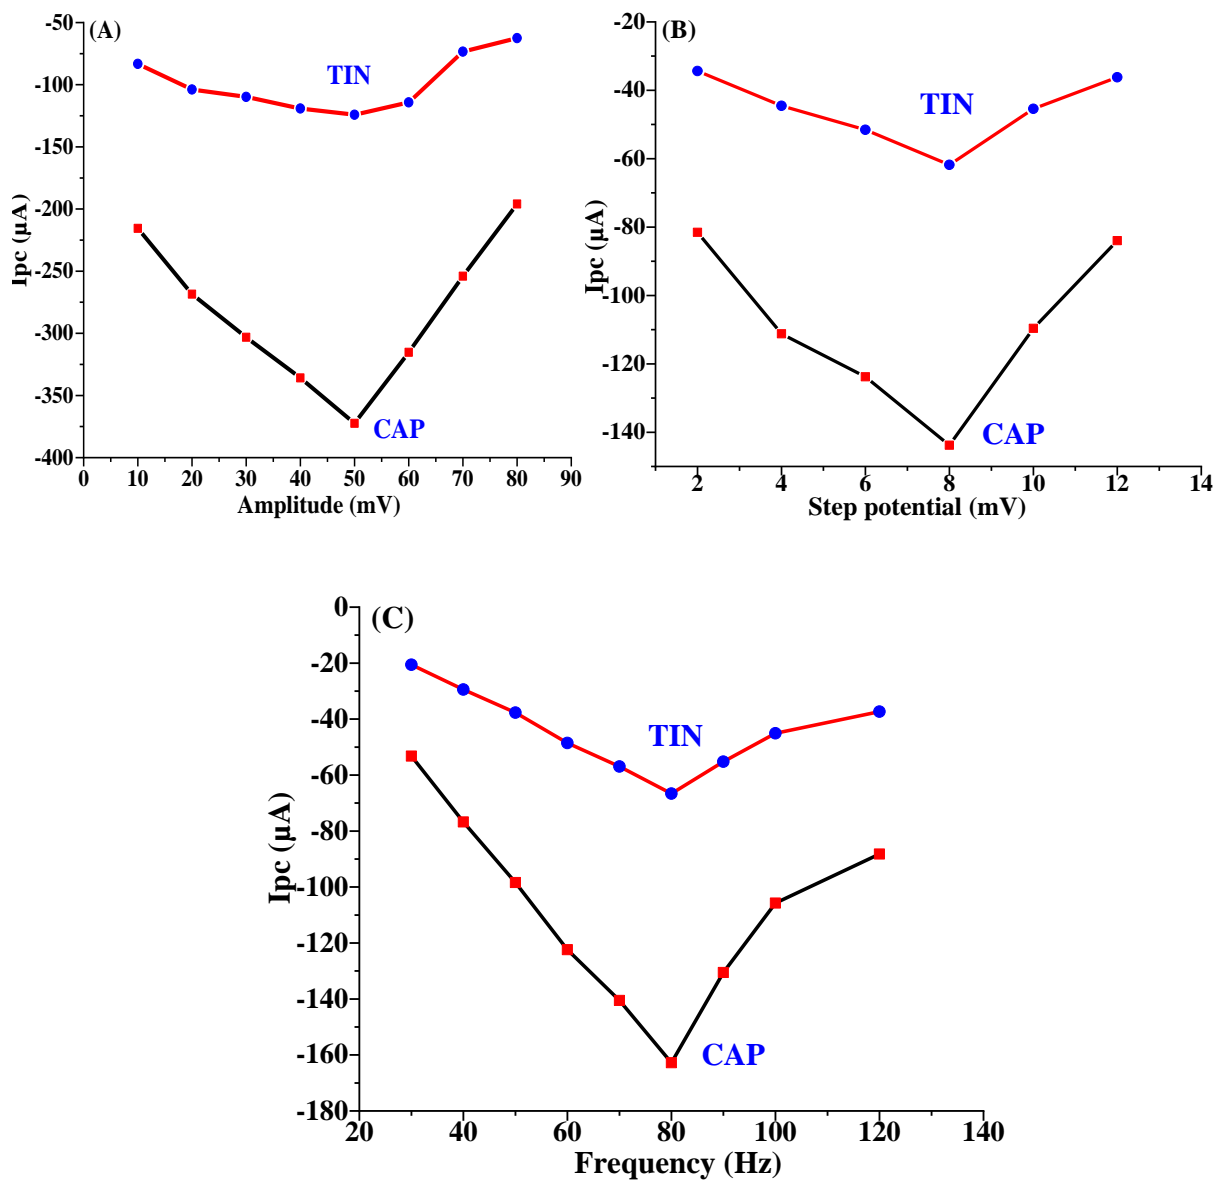 (A)
-50
-100
-150
-200
-250
-300
-350
-400
Ipc (µA)
TIN
CAP
0 10 20 30 40 50 60 70 80 90
Amplitude (mV)
(B)
-20
-40
-60
-80
-100
-120
-140
Ipc (µA)
TIN
CAP
2 4 6 8 10 12 14
Step potential (mV)
(C)
0
-20
-40
-60
-80
-100
-120
-140
-160
-180
Ipc (µA)
TIN
CAP
20 40 60 80 100 120 140
Frequency (Hz)